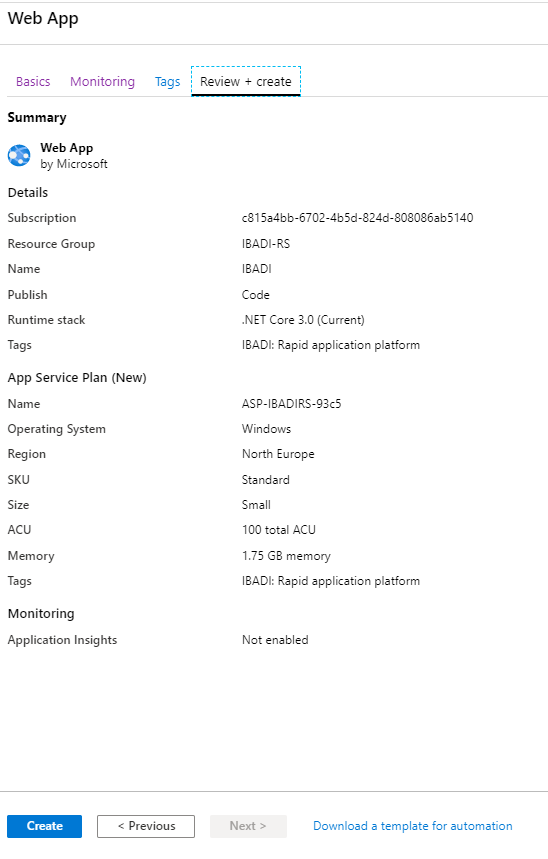 Web App
Basics Monitoring Tags Review + create
Summary
Web App
by Microsoft
Details
Subscription c815a4bb-6702-4b5d-824d-808086ab5140
Resource Group IBADI-RS
Name IBADI
Publish Code
Runtime stack .NET Core 3.0 (Current)
Tags IBADI: Rapid application platform
App Service Plan (New)
Name ASP-IBADIRS-93c5
Operating System Windows
Region North Europe
SKU Standard
Size Small
ACU 100 total ACU
Memory 1.75 GB memory
Tags IBADI: Rapid application platform
Monitoring
Application Insights Not enabled
Create < Previous Next > Download a template for automation